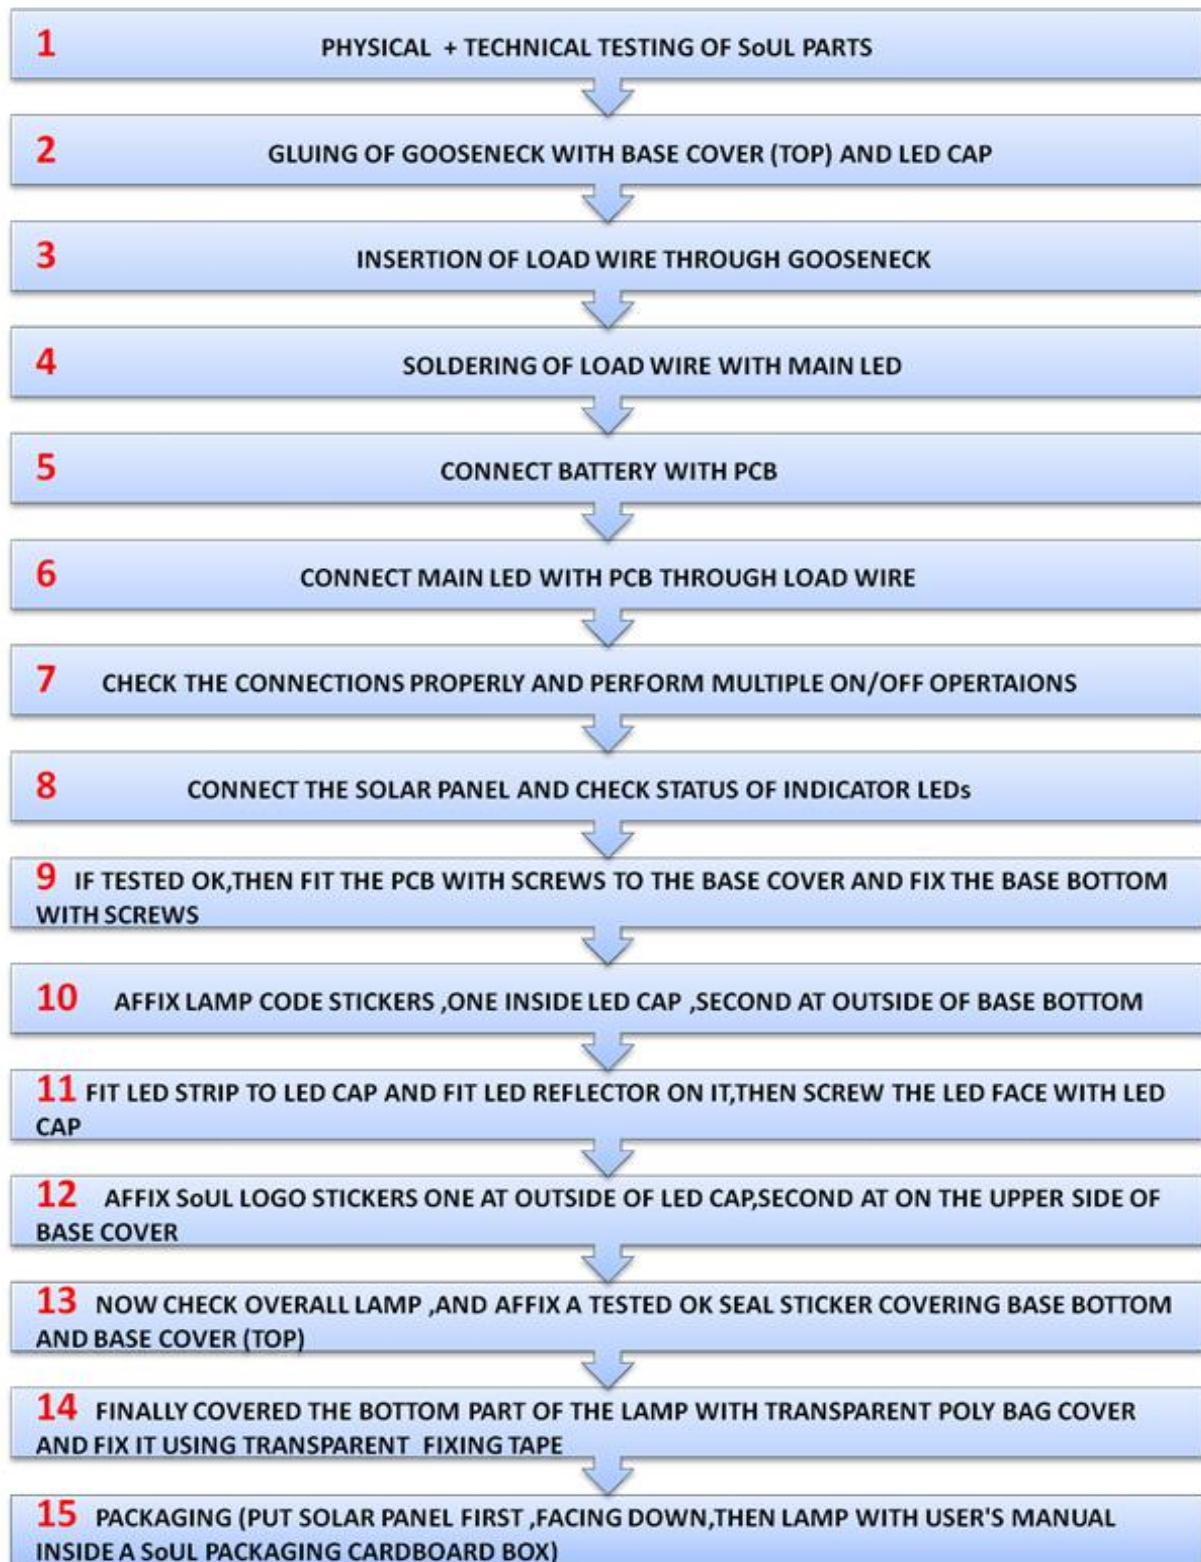 1 PHYSICAL + TECHNICAL TESTING OF SoUL PARTS
2 GLUING OF GOOSENECK WITH BASE COVER (TOP) AND LED CAP
3 INSERTION OF LOAD WIRE THROUGH GOOSENECK
4 SOLDERING OF LOAD WIRE WITH MAIN LED
5 CONNECT BATTERY WITH PCB
6 CONNECT MAIN LED WITH PCB THROUGH LOAD WIRE
7 CHECK THE CONNECTIONS PROPERLY AND PERFORM MULTIPLE ON/OFF OPERTAIONS
8 CONNECT THE SOLAR PANEL AND CHECK STATUS OF INDICATOR LEDs
9 IF TESTED OK,THEN FIT THE PCB WITH SCREWS TO THE BASE COVER AND FIX THE BASE BOTTOM
WITH SCREWS
10 AFFIX LAMP CODE STICKERS ,ONE INSIDE LED CAP ,SECOND AT OUTSIDE OF BASE BOTTOM
11 FIT LED STRIP TO LED CAP AND FIT LED REFLECTOR ON IT,THEN SCREW THE LED FACE WITH LED
CAP
12 AFFIX SoUL LOGO STICKERS ONE AT OUTSIDE OF LED CAP,SECOND AT ON THE UPPER SIDE OF
BASE COVER
13 NOW CHECK OVERALL LAMP ,AND AFFIX A TESTED OK SEAL STICKER COVERING BASE BOTTOM
AND BASE COVER (TOP)
14 FINALLY COVERED THE BOTTOM PART OF THE LAMP WITH TRANSPARENT POLY BAG COVER
AND FIX IT USING TRANSPARENT FIXING TAPE
15 PACKAGING (PUT SOLAR PANEL FIRST ,FACING DOWN,THEN LAMP WITH USER'S MANUAL
INSIDE A SoUL PACKAGING CARDBOARD BOX)